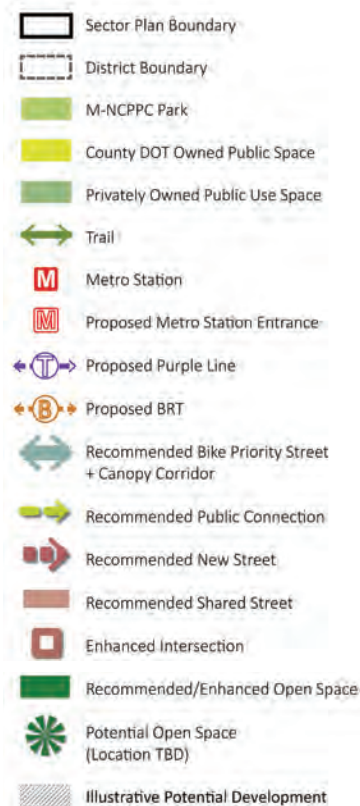 Sector Plan Boundary
District Boundary
M-NCPPC Park
County DOT Owned Public Space
Privately Owned Public Use Space
Trail
M Metro Station
M Proposed Metro Station Entrance
T Proposed Purple Line
B Proposed BRT
Recommended Bike Priority Street
+ Canopy Corridor
Recommended Public Connection
Recommended New Street
Recommended Shared Street
Enhanced Intersection
Recommended/Enhanced Open Space
Potential Open Space
(Location TBD)
Illustrative Potential Development